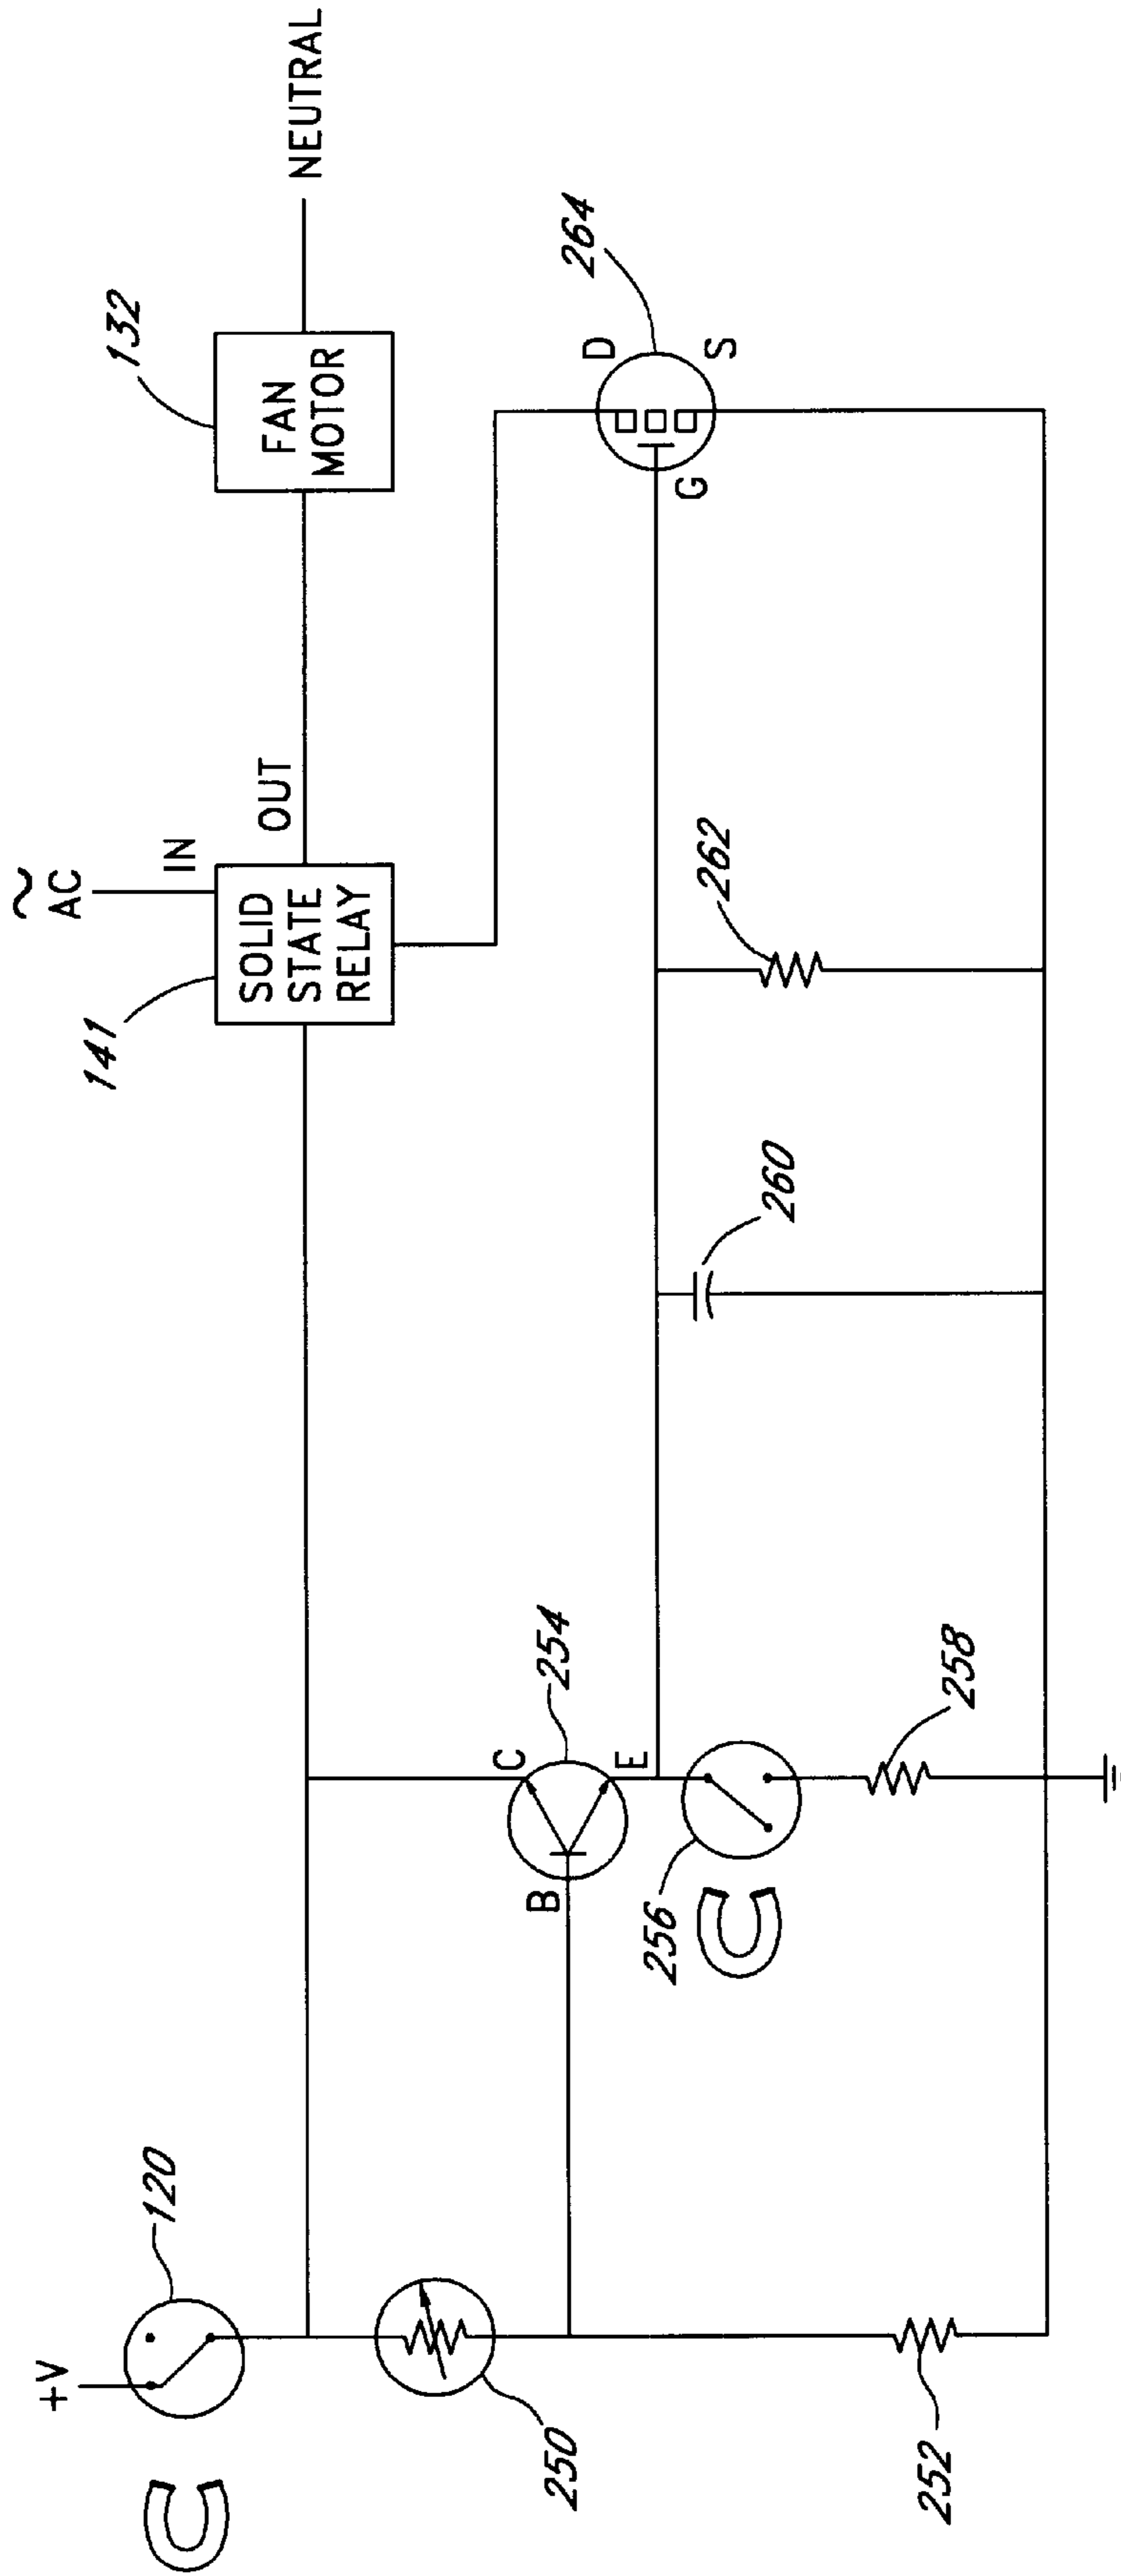 +V
120
250
252
B
C
E
254
256
258
260
262
~
AC
IN
OUT
141
SOLID
STATE
RELAY
132
FAN
MOTOR
NEUTRAL
D
G
S
264